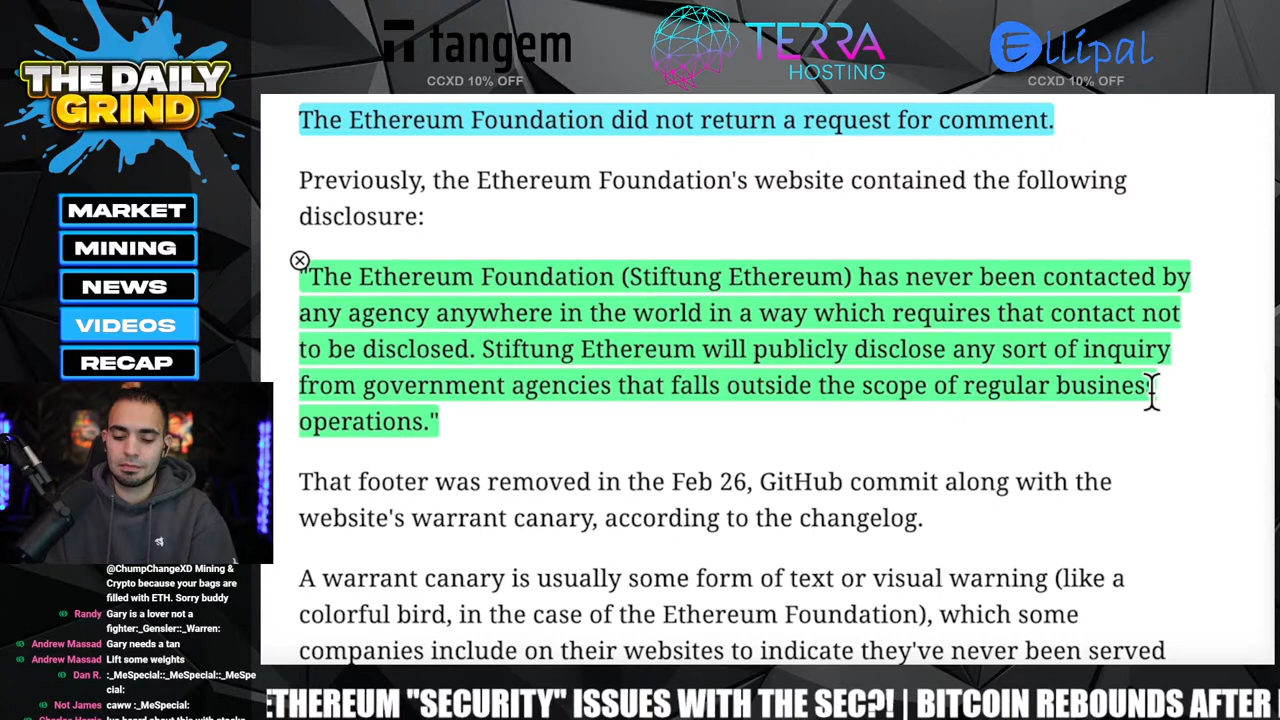 tangem
CCXD 10% OFF
TERRA
HOSTING
Ellipal
CCXD 10% OFF
THE DAILY
GRIND
MARKET
MINING
NEWS
VIDEOS
RECAP
The Ethereum Foundation did not return a request for comment.
Previously, the Ethereum Foundation's website contained the following
disclosure:
"The Ethereum Foundation (Stiftung Ethereum) has never been contacted by
any agency anywhere in the world in a way which requires that contact not
to be disclosed. Stiftung Ethereum will publicly disclose any sort of inquiry
from government agencies that falls outside the scope of regular business
operations."
That footer was removed in the Feb 26, GitHub commit along with the
website's warrant canary, according to the changelog.
A warrant canary is usually some form of text or visual warning (like a
colorful bird, in the case of the Ethereum Foundation), which some
companies include on their websites to indicate they've never been served
@ChumpChangeXD Mining &
Crypto because your bags are
filled with ETH. Sorry buddy
Randy Gary is a lover not a
fighter:_Gensler::_Warren:
Andrew Massad Gary needs a tan
Andrew Massad Lift some weights
Dan R. :_MeSpecial::_MeSpecial::_MeSpe
cial:
Not James caww :_MeSpecial:
ETHEREUM "SECURITY" ISSUES WITH THE SEC?! | BITCOIN REBOUNDS AFTER